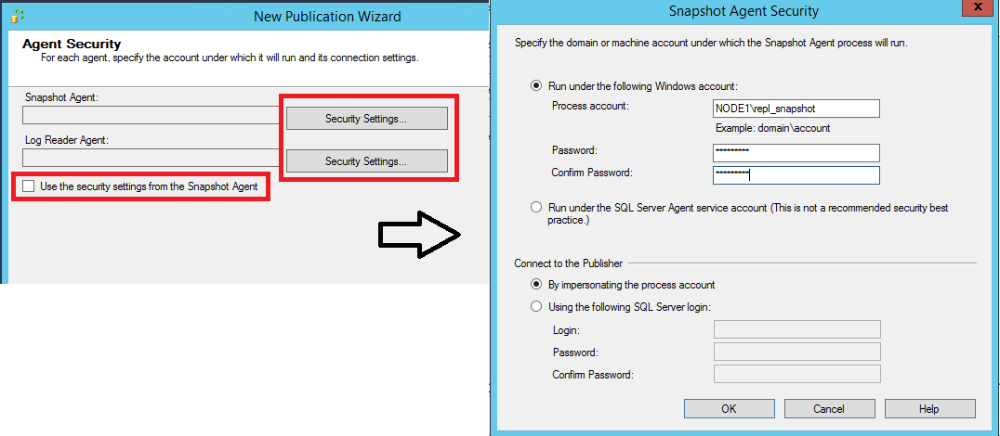 New Publication Wizard
Agent Security
For each agent, specify the account under which it will run and its connection settings.
Snapshot Agent:
Security Settings...
Log Reader Agent:
Security Settings...
Use the security settings from the Snapshot Agent
Snapshot Agent Security
x
Specify the domain or machine account under which the Snapshot Agent process will run.
Run under the following Windows account:
Process account:
NODE1\repl_snapshot
Example: domain\account
Password:
*********
Confirm Password:
*********
Run under the SQL Server Agent service account (This is not a recommended security best
practice.)
Connect to the Publisher
By impersonating the process account
Using the following SQL Server login:
Login:
Password:
Confirm Password:
OK
Cancel
Help